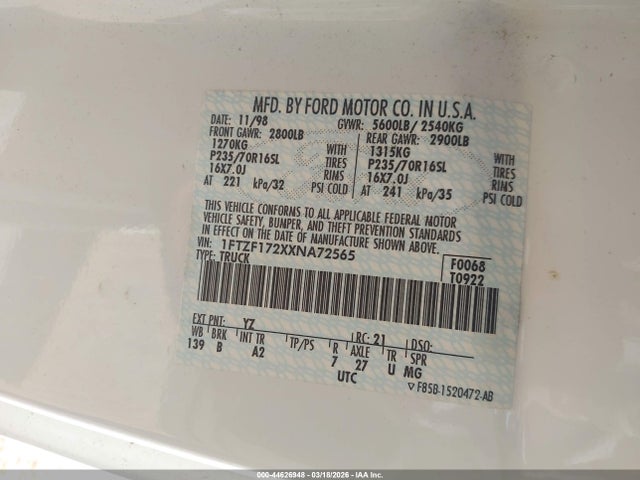 MFD. BY FORD MOTOR CO. IN U.S.A.
DATE: 11/98 GVWR: 5600LB/ 2540KG
FRONT GAWR: 2800LB REAR GAWR: 2900LB
1270KG WITH 1315KG WITH
P235/70R16SL TIRES P235/70R16SL TIRES
16X7.0J RIMS 16X7.0J RIMS
AT 221 kPa/32 PSI COLD AT 241 kPa/35 PSI COLD
THIS VEHICLE CONFORMS TO ALL APPLICABLE FEDERAL MOTOR
VEHICLE SAFETY, BUMPER, AND THEFT PREVENTION STANDARDS
IN EFFECT ON THE DATE OF MANUFACTURE SHOWN ABOVE.
VIN: 1FTZF172XXNA72565 F0068
TYPE: TRUCK T0922
EXT PNT: YZ RC: 21 DSO:
WB BRK INT TR TP/PS R AXLE TR SPR
139 B A2 7 27 U MG
UTC
F85B-1520472-AB
000-44626948 - 03/18/2026 - IAA Inc.